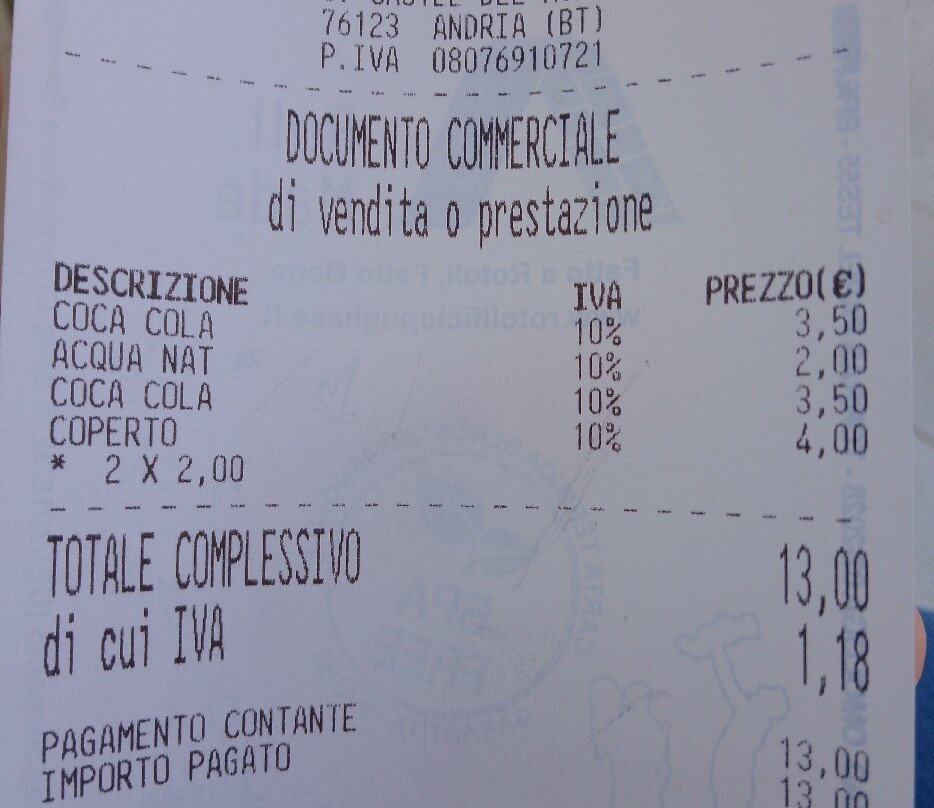 76123 ANDRIA (BT)
P.IVA 08076910721
DOCUMENTO COMMERCIALE
di vendita o prestazione
DESCRIZIONE IVA PREZZO(€)
COCA COLA 10% 3,50
ACQUA NAT 10% 2,00
COCA COLA 10% 3,50
COPERTO 10% 4,00
* 2 X 2,00
TOTALE COMPLESSIVO 13,00
di cui IVA 1,18
PAGAMENTO CONTANTE 13,00
IMPORTO PAGATO 13,00